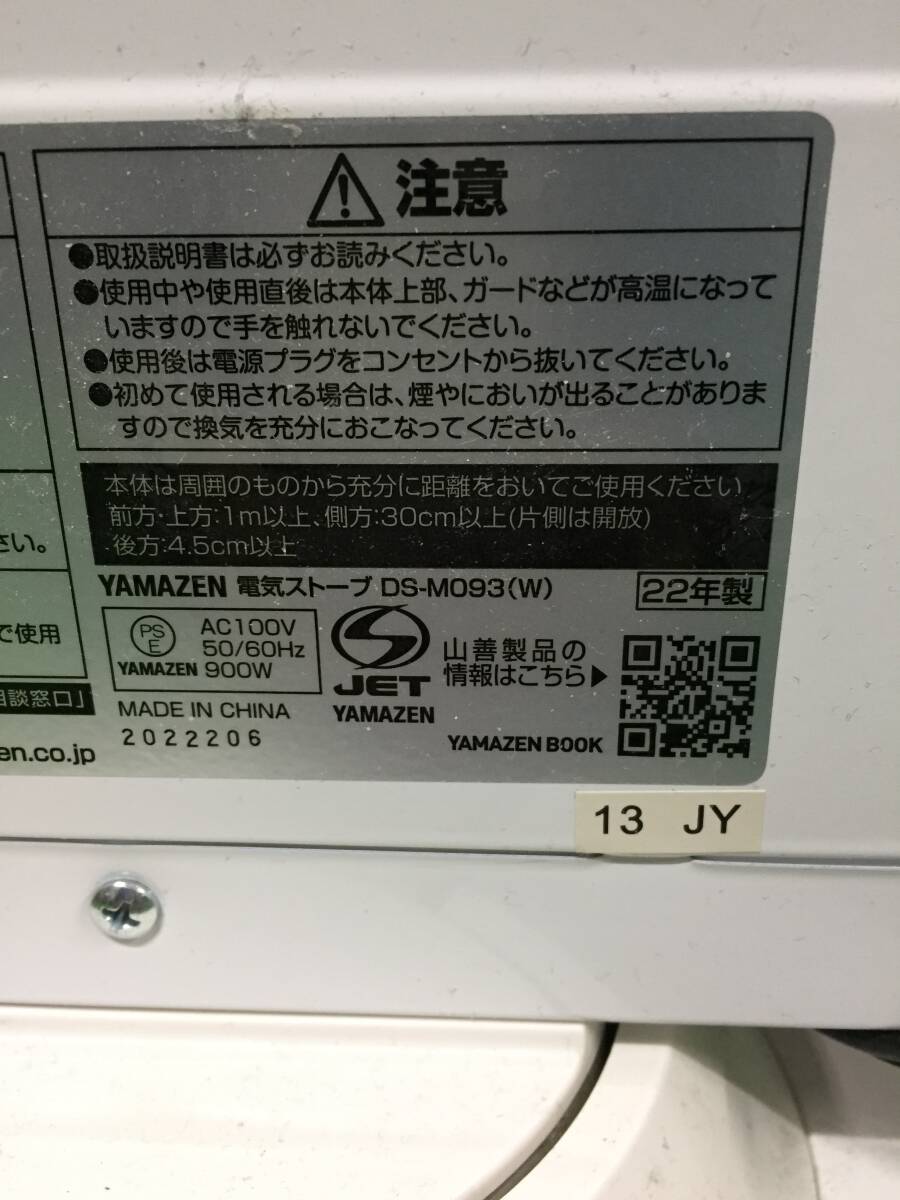 注意
●取扱説明書は必ずお読みください。
●使用中や使用直後は本体上部、ガードなどが高温になって
いますので手を触れないでください。
●使用後は電源プラグをコンセントから抜いてください。
●初めて使用される場合は、煙やにおいが出ることがありま
すので換気を充分におこなってください。
本体は周囲のものから充分に距離をおいてご使用ください
前方・上方:1m以上、側方:30cm以上(片側は開放)
後方:4.5cm以上
さい。
で使用
相談窓口」
en.co.jp
YAMAZEN 電気ストーブ DS-M093(W)
22年製
PS
E
YAMAZEN
AC100V
50/60Hz
900W
JET
YAMAZEN
山善製品の
情報はこちら▶
MADE IN CHINA
2022206
YAMAZEN BOOK
13 JY